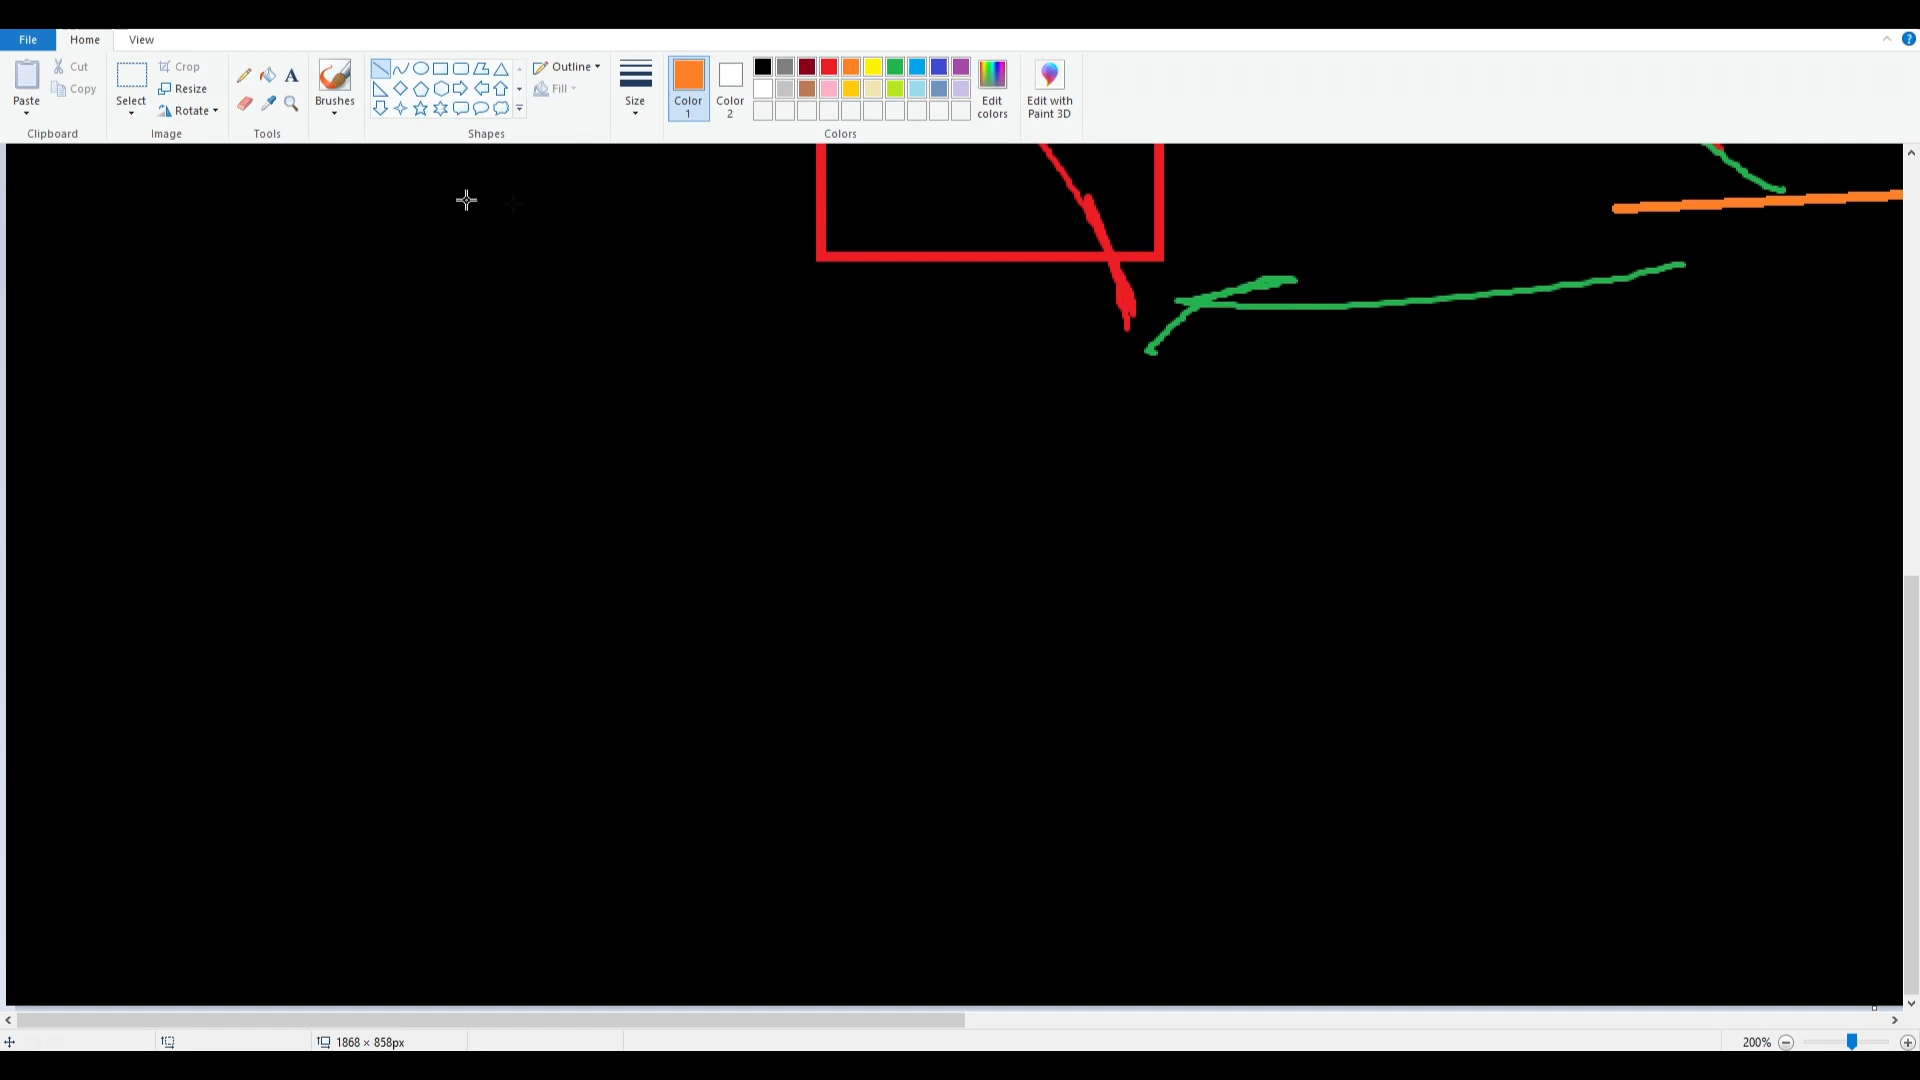 File Home View
Cut
Copy
Paste
Clipboard
Select
Crop
Resize
Rotate
Image
A
Tools
Brushes
Outline
Fill
Shapes
Size
Color 1
Color 2
Edit colors
Colors
Edit with Paint 3D
?
1868 × 858px
200%